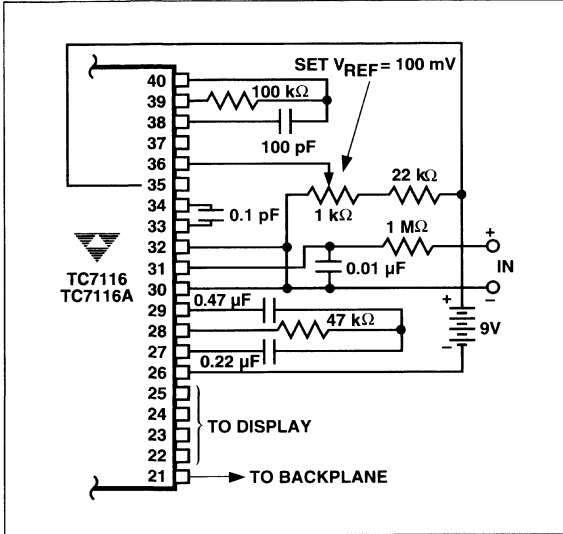 SET VREF = 100 mV
40
39
38
37
36
35
34
33
32
31
30
29
28
27
26
25
24
23
22
21
100 kΩ
100 pF
22 kΩ
1 kΩ
0.1 pF
1 MΩ
+
IN
–
0.01 µF
TC7116
TC7116A
0.47 µF
47 kΩ
0.22 µF
+
9V
–
TO DISPLAY
TO BACKPLANE